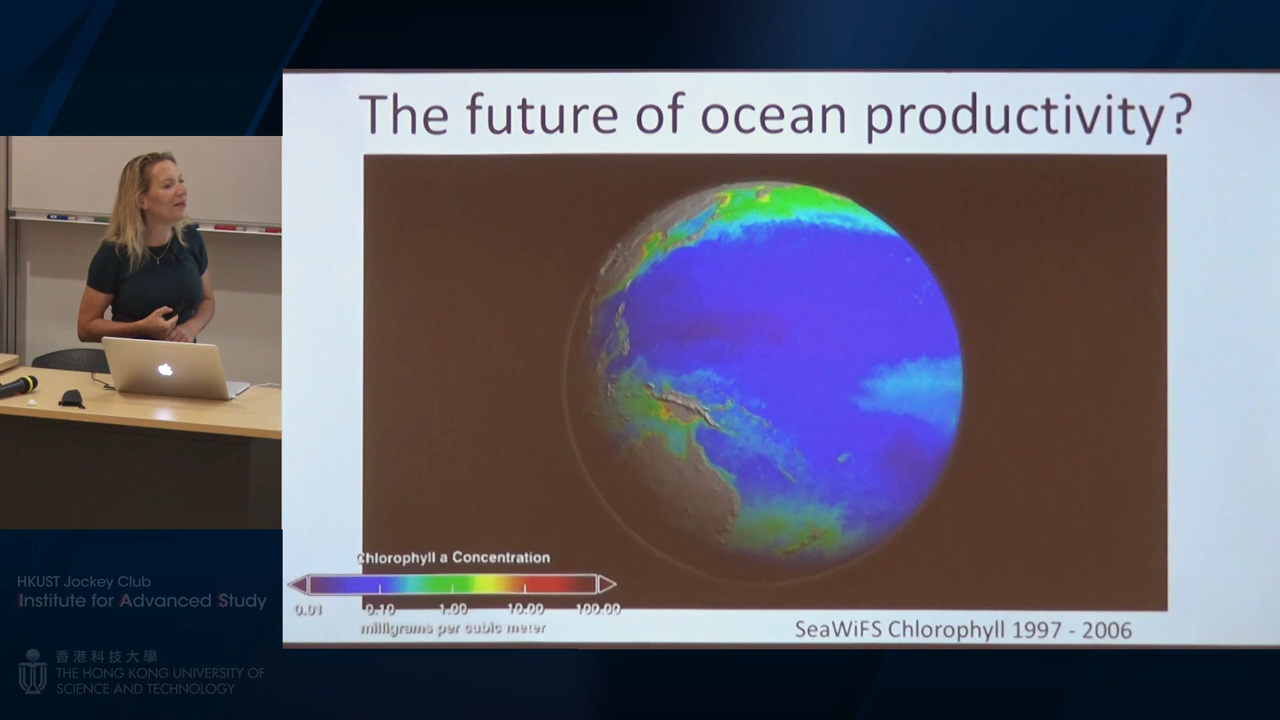 The future of ocean productivity?
Chlorophyll a Concentration
0.01 0.10 1.00 10.00 100.00
milligrams per cubic meter
SeaWiFS Chlorophyll 1997 - 2006
HKUST Jockey Club
Institute for Advanced Study
香港科技大學
THE HONG KONG UNIVERSITY OF
SCIENCE AND TECHNOLOGY